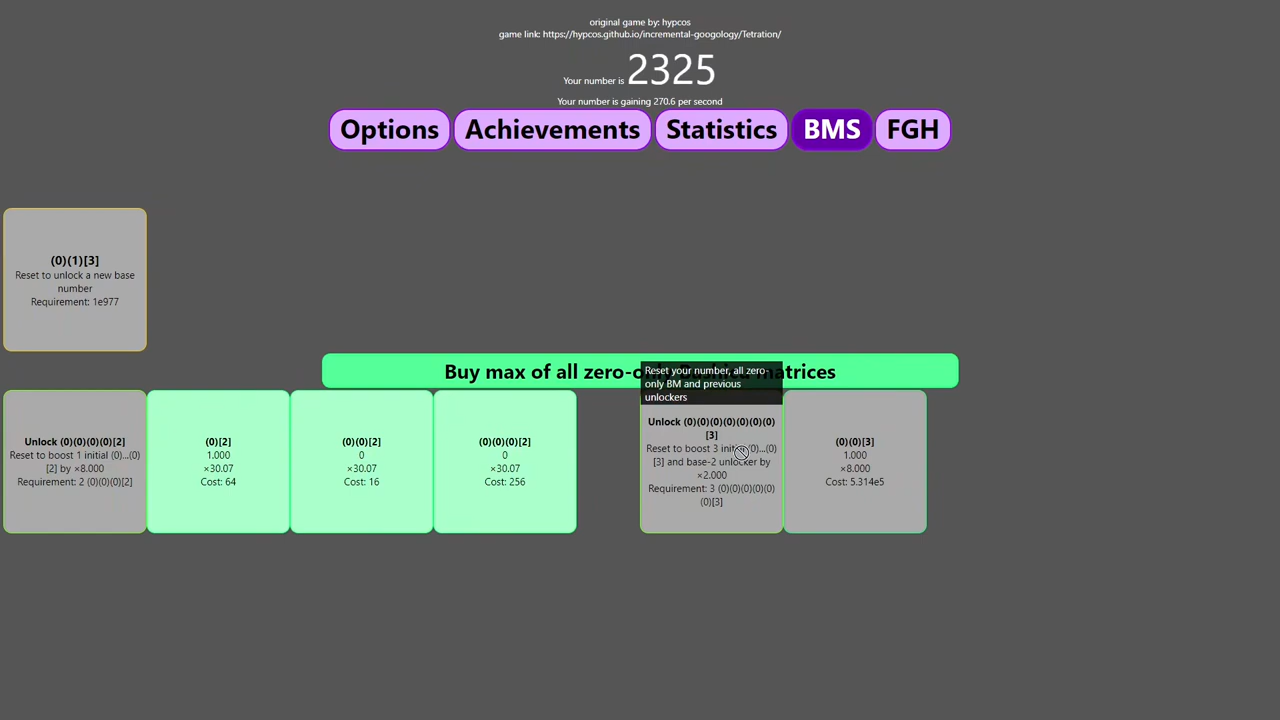 original game by: hypcos
game link: https://hypcos.github.io/incremental-googology/Tetration/
Your number is 2325
Your number is gaining 270.6 per second
Options
Achievements
Statistics
BMS
FGH
(0)(1)[3]
Reset to unlock a new base
number
Requirement: 1e977
Buy max of all zero-o
matrices
Reset your number, all zero-
only BM and previous
unlockers
Unlock (0)(0)(0)(0)[2]
Reset to boost 1 initial (0)...(0)
[2] by ×8.000
Requirement: 2 (0)(0)(0)[2]
(0)[2]
1.000
×30.07
Cost: 64
(0)(0)[2]
0
×30.07
Cost: 16
(0)(0)(0)[2]
0
×30.07
Cost: 256
Unlock (0)(0)(0)(0)(0)(0)(0)
[3]
Reset to boost 3 initial (0)...(0)
[3] and base-2 unlocker by
×2.000
Requirement: 3 (0)(0)(0)(0)(0)
(0)[3]
(0)(0)[3]
1.000
×8.000
Cost: 5.314e5